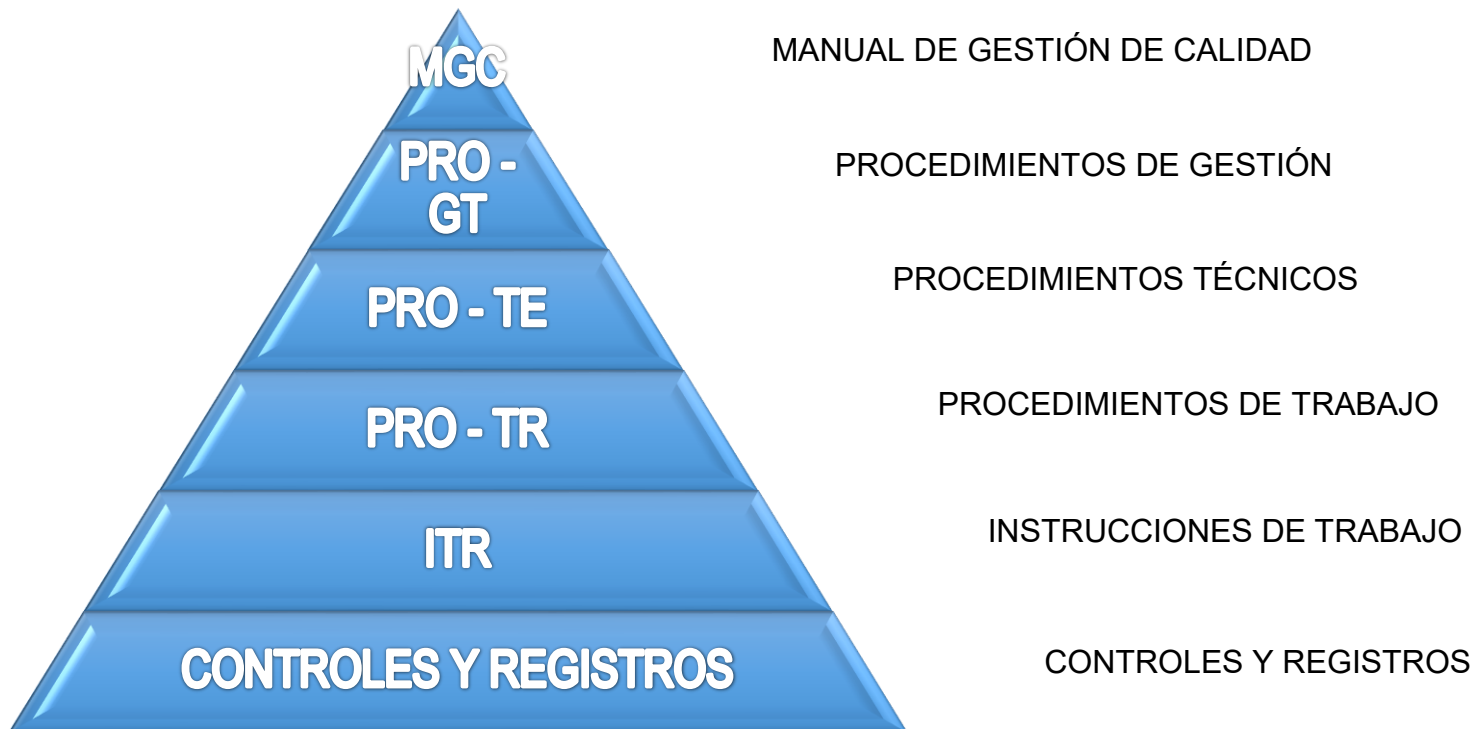 MGC
MANUAL DE GESTIÓN DE CALIDAD
PRO -
GT
PROCEDIMIENTOS DE GESTIÓN
PRO - TE
PROCEDIMIENTOS TÉCNICOS
PRO - TR
PROCEDIMIENTOS DE TRABAJO
ITR
INSTRUCCIONES DE TRABAJO
CONTROLES Y REGISTROS
CONTROLES Y REGISTROS